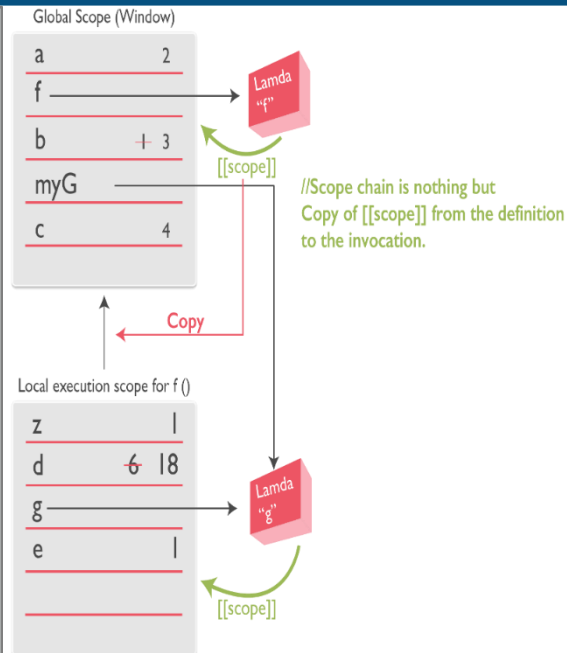 Global Scope (Window)
a 2
f
Lamda
"f"
b 1 3
[[scope]]
myG
//Scope chain is nothing but
Copy of [[scope]] from the definition
to the invocation.
c 4
Copy
Local execution scope for f ()
z 1
d 6 18
g
Lamda
"g"
e 1
[[scope]]